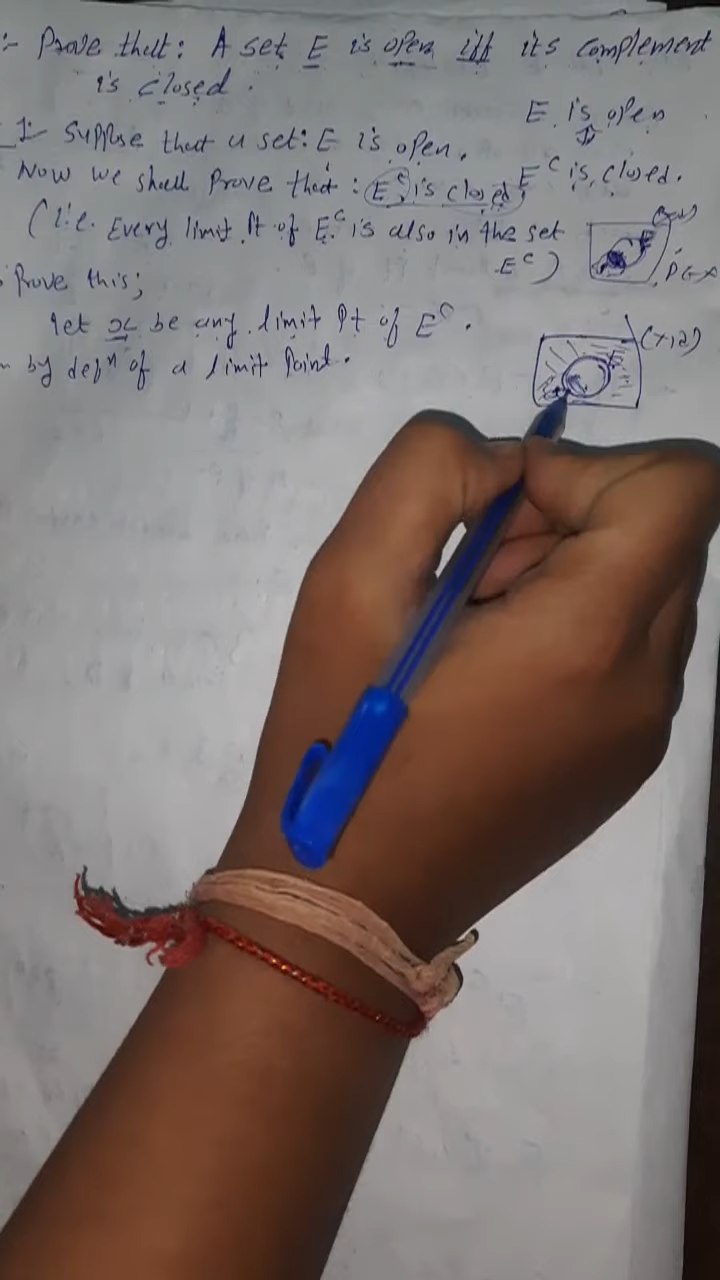 :- Prove that: A set E is open iff its complement
is closed.
E is open
⇕
E^C is closed.
1:- Suppose that a set: E is open.
Now we shall Prove that: E^C is closed,
(i.e. Every limit Pt of E^C is also in the set
E^C)
Prove this;
let x be any limit Pt of E^C.
by def^n of a limit Point.